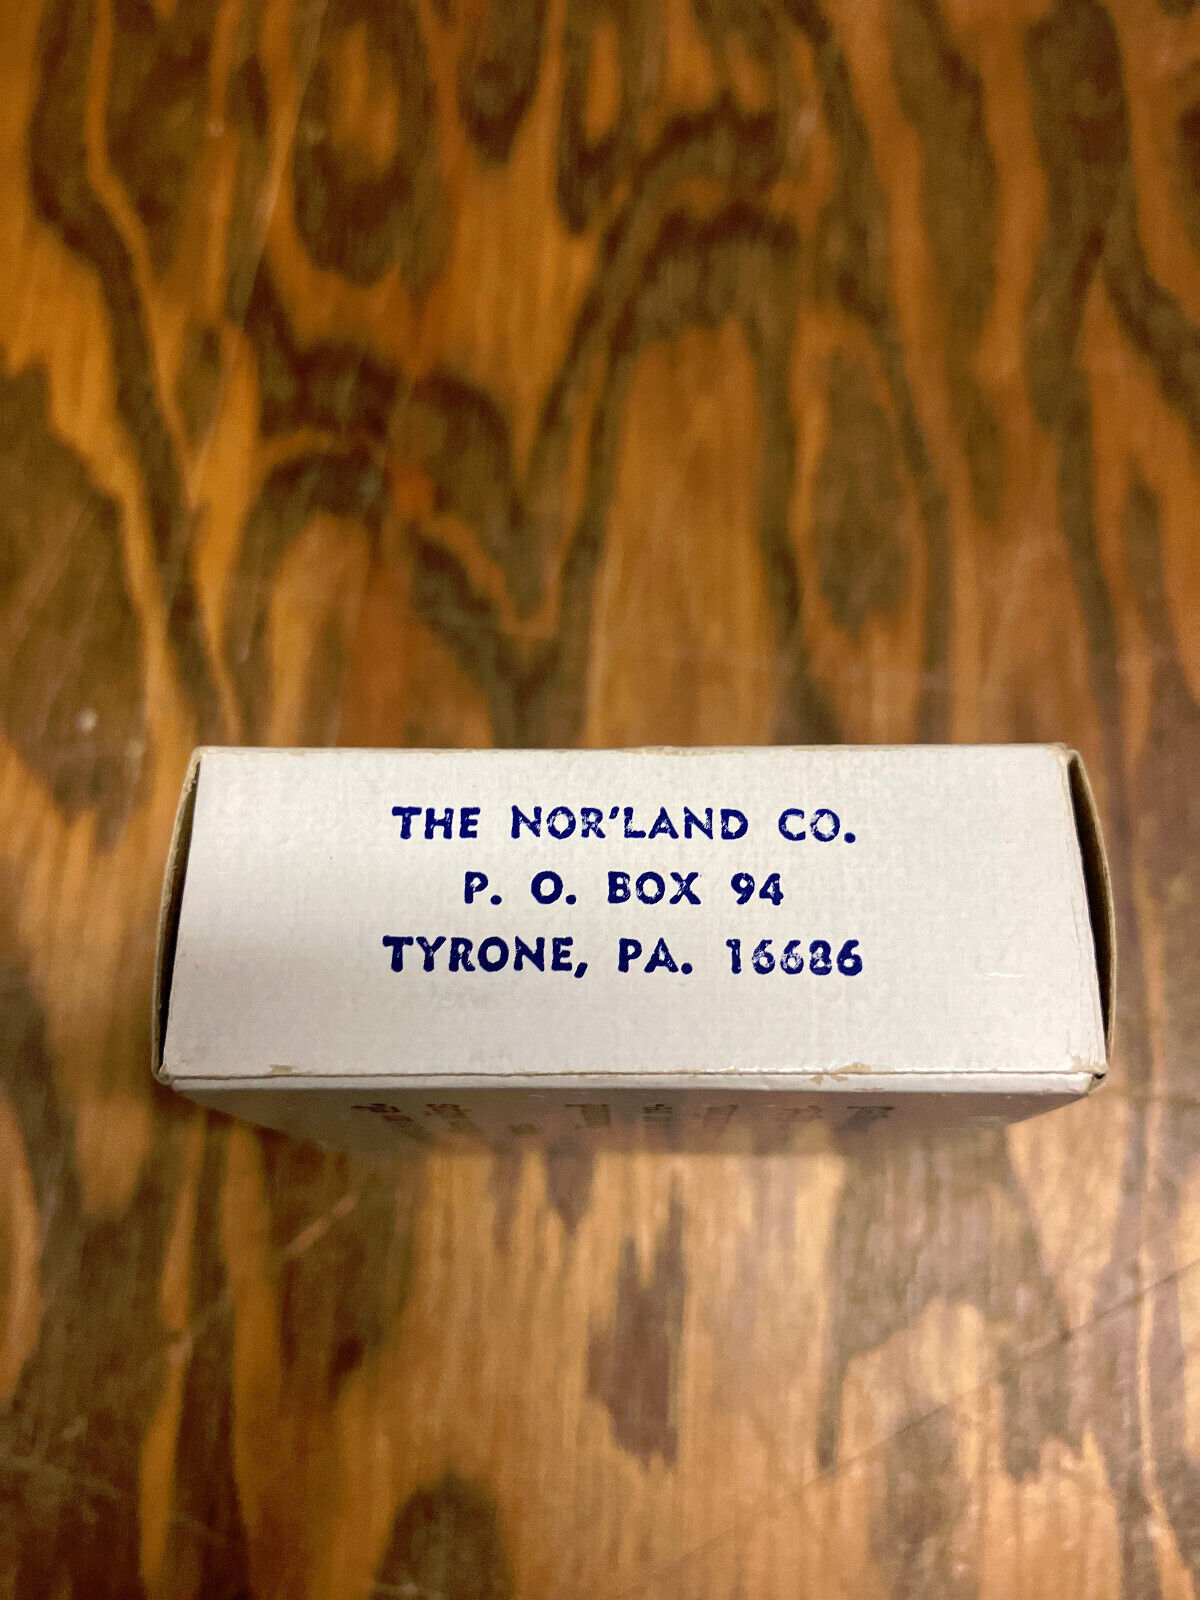 THE NOR'LAND CO.
P. O. BOX 94
TYRONE, PA. 16686